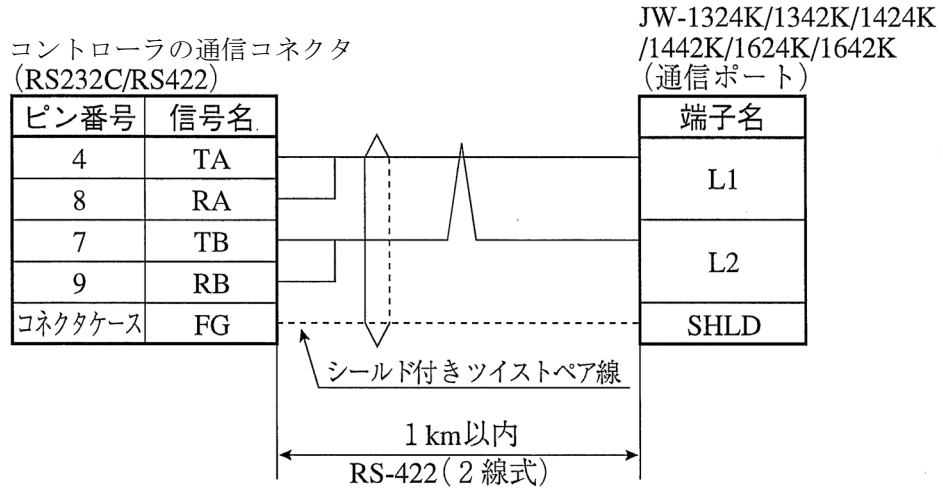 コントローラの通信コネクタ
（RS232C/RS422）
JW-1324K/1342K/1424K
/1442K/1624K/1642K
（通信ポート）
ピン番号 信号名
4 TA
8 RA
7 TB
9 RB
コネクタケース FG
端子名
L1
L2
SHLD
シールド付きツイストペア線
1 km以内
RS-422（2線式）